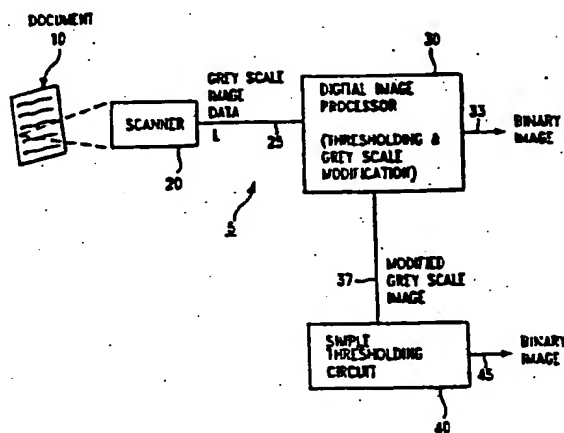 DOCUMENT
10
SCANNER
20
GREY SCALE
IMAGE
DATA
L
25
5
30
DIGITAL IMAGE
PROCESSOR
(THRESHOLDING &
GREY SCALE
MODIFICATION)
33
BINARY
IMAGE
37
MODIFIED
GREY SCALE
IMAGE
SIMPLE
THRESHOLDING
CIRCUIT
40
45
BINARY
IMAGE